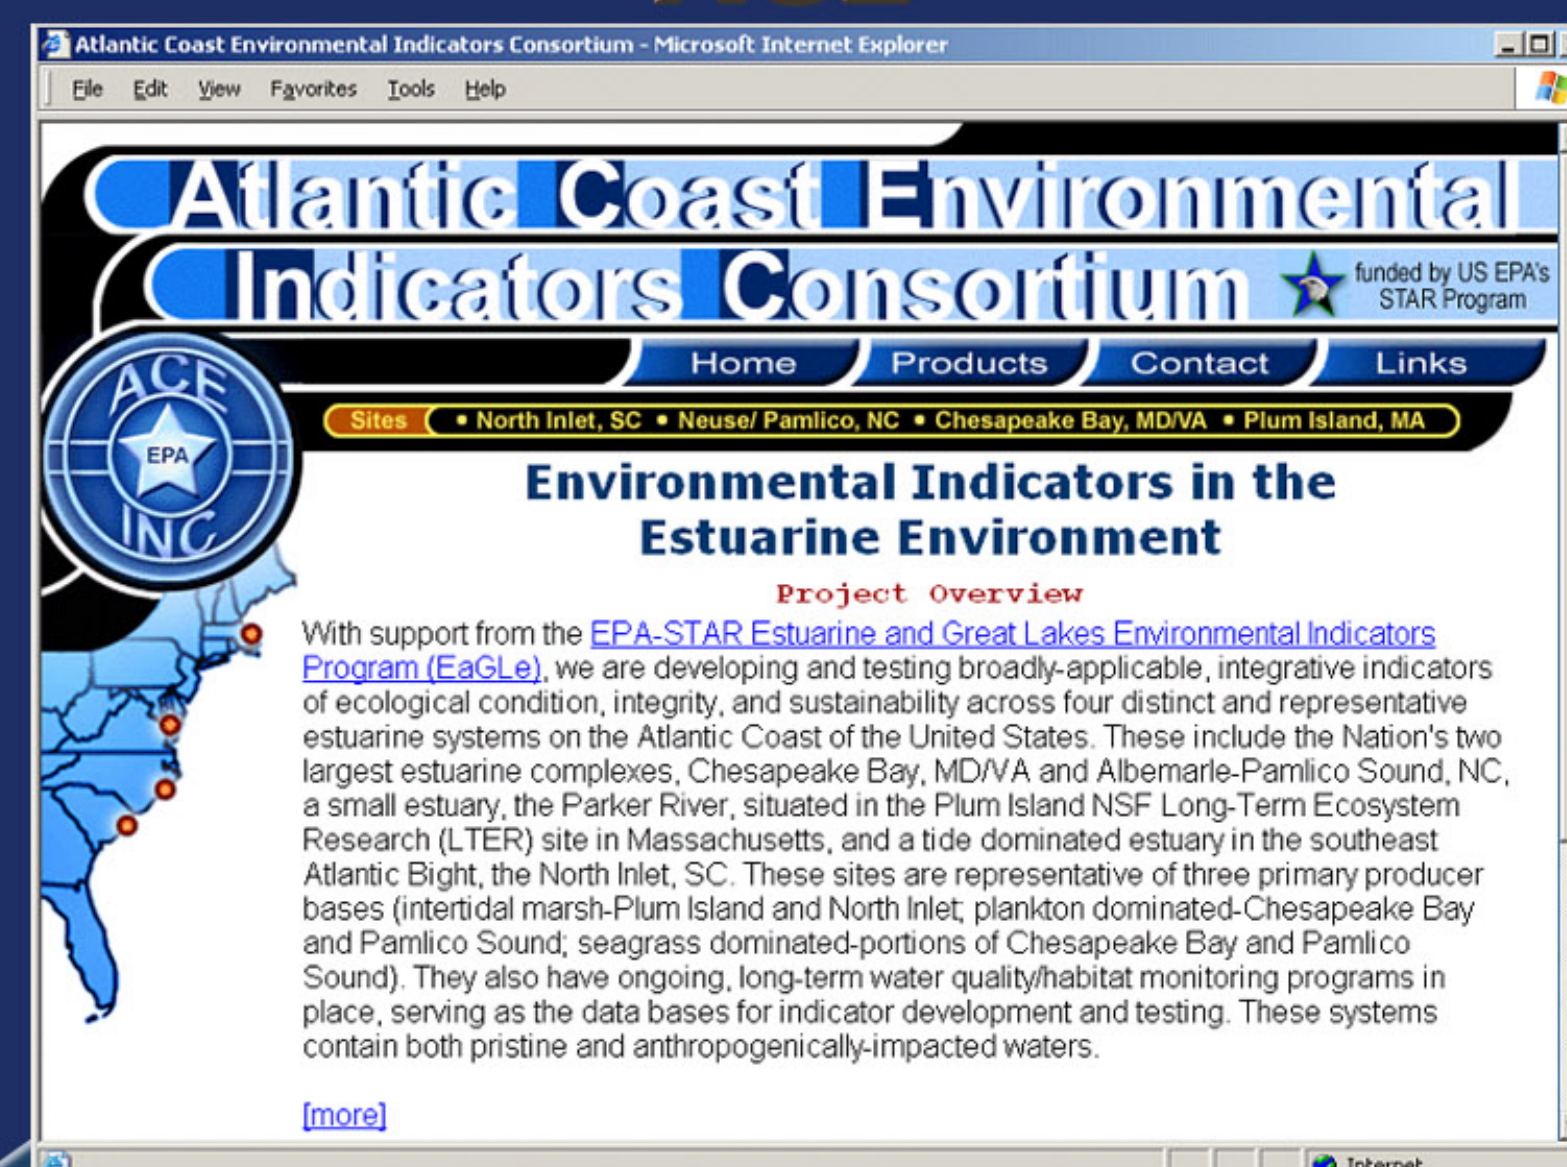 Atlantic Coast Environmental Indicators Consortium - Microsoft Internet Explorer
File Edit View Favorites Tools Help
Atlantic Coast Environmental
Indicators Consortium
funded by US EPA's
STAR Program
Home Products Contact Links
ACE
EPA
INC
Sites • North Inlet, SC • Neuse/ Pamlico, NC • Chesapeake Bay, MD/VA • Plum Island, MA
Environmental Indicators in the
Estuarine Environment
Project Overview
With support from the EPA-STAR Estuarine and Great Lakes Environmental Indicators
Program (EaGLe), we are developing and testing broadly-applicable, integrative indicators
of ecological condition, integrity, and sustainability across four distinct and representative
estuarine systems on the Atlantic Coast of the United States. These include the Nation's two
largest estuarine complexes, Chesapeake Bay, MD/VA and Albemarle-Pamlico Sound, NC,
a small estuary, the Parker River, situated in the Plum Island NSF Long-Term Ecosystem
Research (LTER) site in Massachusetts, and a tide dominated estuary in the southeast
Atlantic Bight, the North Inlet, SC. These sites are representative of three primary producer
bases (intertidal marsh-Plum Island and North Inlet; plankton dominated-Chesapeake Bay
and Pamlico Sound; seagrass dominated-portions of Chesapeake Bay and Pamlico
Sound). They also have ongoing, long-term water quality/habitat monitoring programs in
place, serving as the data bases for indicator development and testing. These systems
contain both pristine and anthropogenically-impacted waters.
[more]
Internet